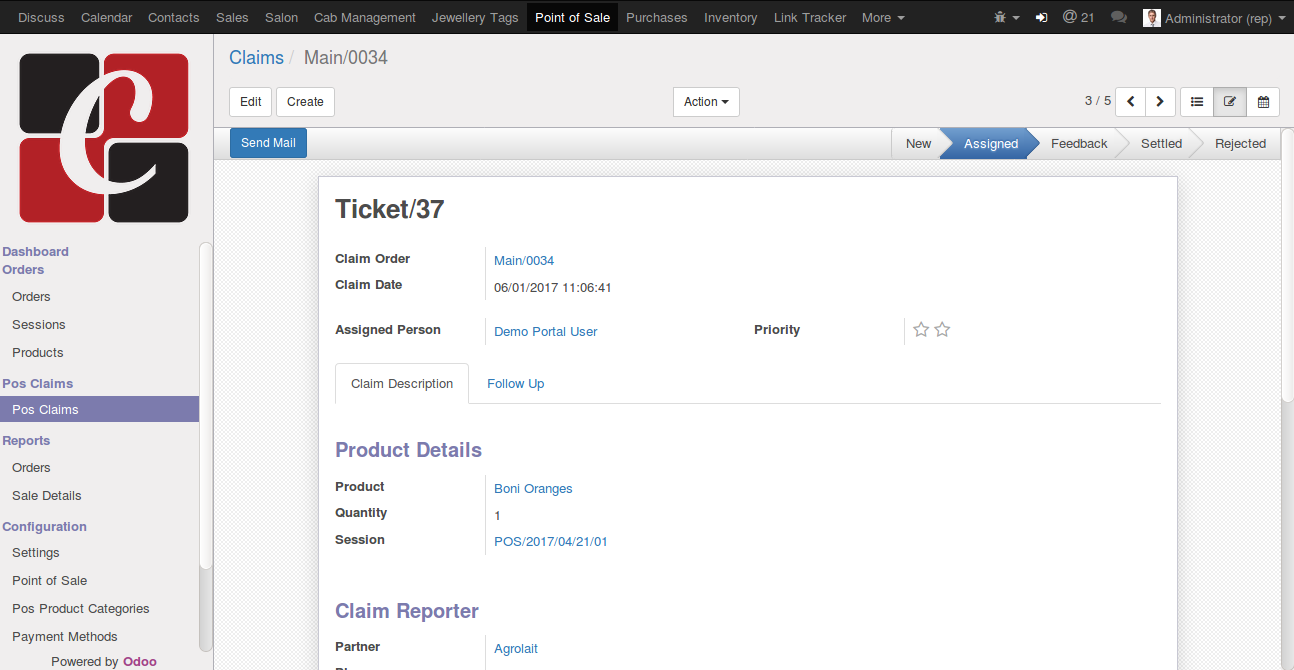 Discuss Calendar Contacts Sales Salon Cab Management Jewellery Tags Point of Sale Purchases Inventory Link Tracker More @ 21 Administrator (rep)
Claims / Main/0034
Edit Create Action 3 / 5
Send Mail New Assigned Feedback Settled Rejected
C
Dashboard
Orders
Orders
Sessions
Products
Pos Claims
Pos Claims
Reports
Orders
Sale Details
Configuration
Settings
Point of Sale
Pos Product Categories
Payment Methods
Powered by Odoo
Ticket/37
Claim Order Main/0034
Claim Date 06/01/2017 11:06:41
Assigned Person Demo Portal User Priority
Claim Description Follow Up
Product Details
Product Boni Oranges
Quantity 1
Session POS/2017/04/21/01
Claim Reporter
Partner Agrolait